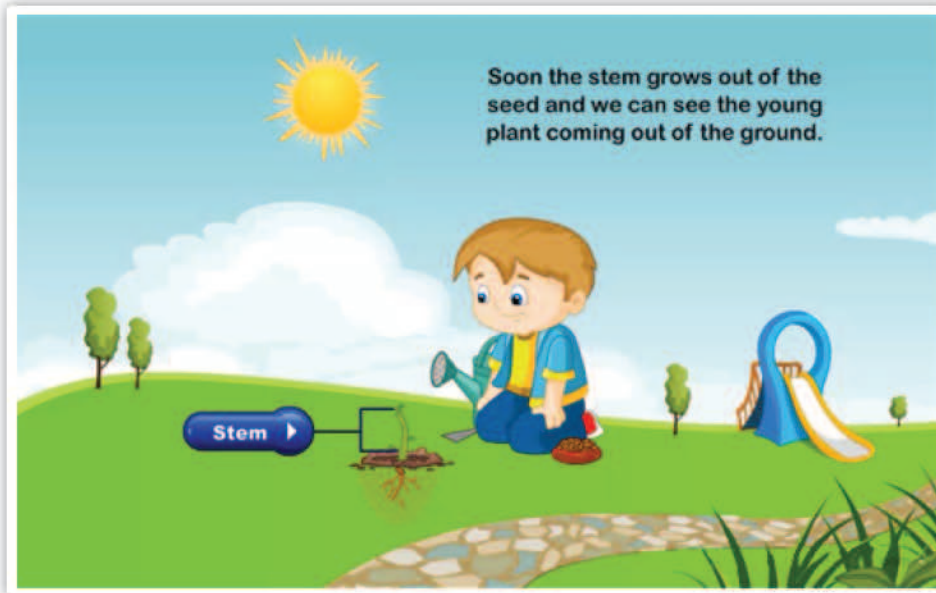 Soon the stem grows out of the
seed and we can see the young
plant coming out of the ground.
Stem